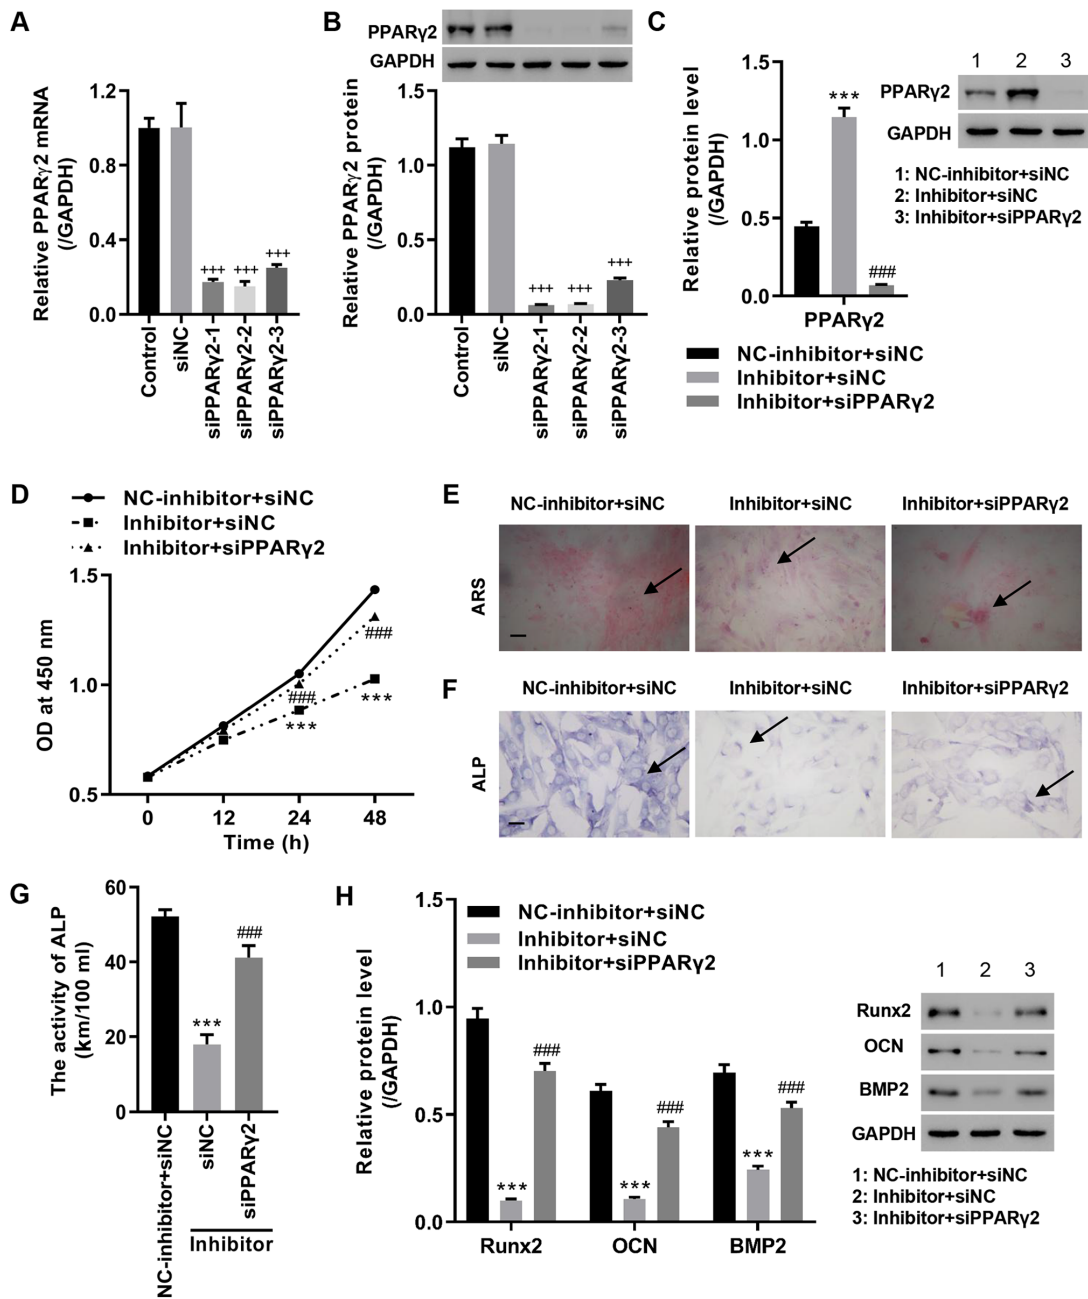 A
Relative PPARγ2 mRNA
(/GAPDH)
1.2
0.8
0.4
0.0
+++
+++
+++
Control
siNC
siPPARγ2-1
siPPARγ2-2
siPPARγ2-3
B
PPARγ2
GAPDH
Relative PPARγ2 protein
(/GAPDH)
1.5
1.0
0.5
0.0
+++
+++
+++
Control
siNC
siPPARγ2-1
siPPARγ2-2
siPPARγ2-3
C
Relative protein level
(/GAPDH)
1.5
1.0
0.5
0.0
***
###
PPARγ2
1 2 3
PPARγ2
GAPDH
1: NC-inhibitor+siNC
2: Inhibitor+siNC
3: Inhibitor+siPPARγ2
NC-inhibitor+siNC
Inhibitor+siNC
Inhibitor+siPPARγ2
D
NC-inhibitor+siNC
Inhibitor+siNC
Inhibitor+siPPARγ2
OD at 450 nm
1.5
1.0
0.5
###
***
###
***
0 12 24 48
Time (h)
E
NC-inhibitor+siNC Inhibitor+siNC Inhibitor+siPPARγ2
ARS
F
NC-inhibitor+siNC Inhibitor+siNC Inhibitor+siPPARγ2
ALP
G
The activity of ALP
(km/100 ml)
60
40
20
0
***
###
NC-inhibitor+siNC
siNC
siPPARγ2
Inhibitor
H
Relative protein level
(/GAPDH)
1.5
1.0
0.5
0.0
NC-inhibitor+siNC
Inhibitor+siNC
Inhibitor+siPPARγ2
***
###
***
###
***
###
Runx2 OCN BMP2
1 2 3
Runx2
OCN
BMP2
GAPDH
1: NC-inhibitor+siNC
2: Inhibitor+siNC
3: Inhibitor+siPPARγ2